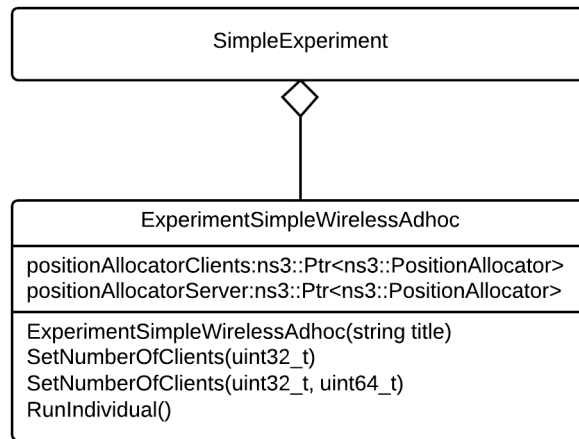 SimpleExperiment
ExperimentSimpleWirelessAdhoc
positionAllocatorClients:ns3::Ptr<ns3::PositionAllocator>
positionAllocatorServer:ns3::Ptr<ns3::PositionAllocator>
ExperimentSimpleWirelessAdhoc(string title)
SetNumberOfClients(uint32_t)
SetNumberOfClients(uint32_t, uint64_t)
RunIndividual()